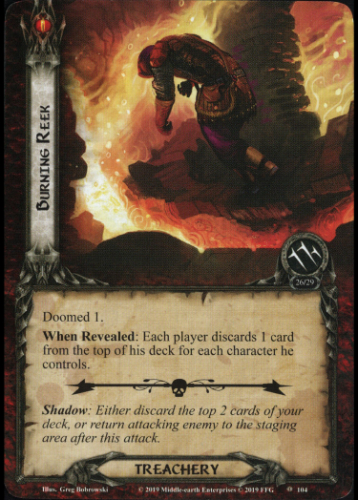 BURNING REEK
26/29
Doomed 1.
When Revealed: Each player discards 1 card
from the top of his deck for each character he
controls.
Shadow: Either discard the top 2 cards of your
deck, or return attacking enemy to the staging
area after this attack.
TREACHERY
Illus. Greg Bobrowski
© 2019 Middle-earth Enterprises © 2019 FFG
104